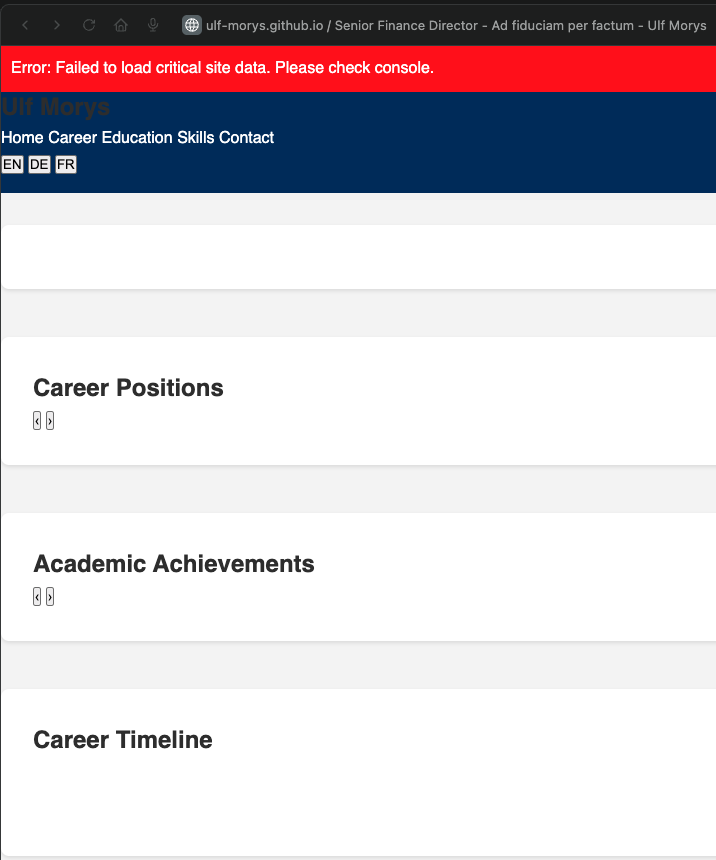 ulf-morys.github.io / Senior Finance Director - Ad fiduciam per factum - Ulf Morys
Error: Failed to load critical site data. Please check console.
Ulf Morys
Home Career Education Skills Contact
EN DE FR
Career Positions
‹ ›
Academic Achievements
‹ ›
Career Timeline